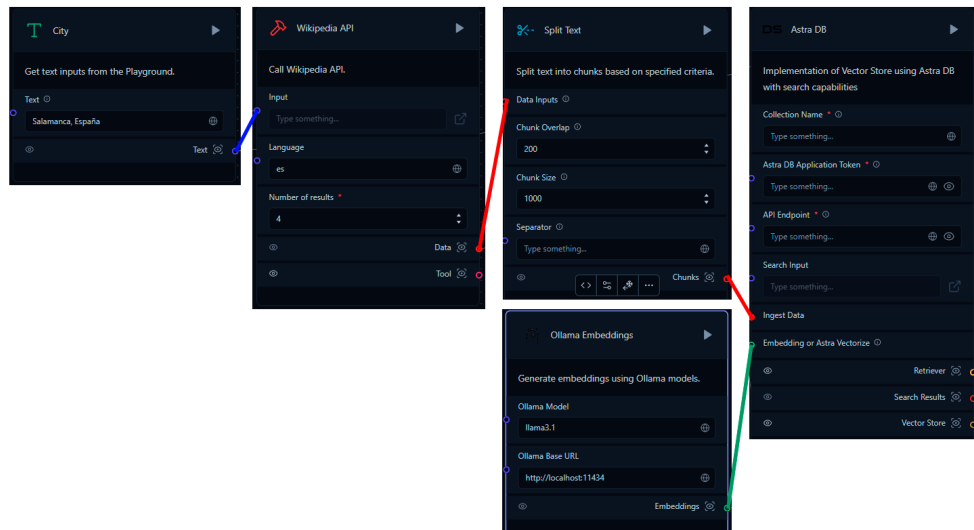 City
Get text inputs from the Playground.
Text
Salamanca, España
Text
Wikipedia API
Call Wikipedia API.
Input
Type something...
Language
es
Number of results *
4
Data
Tool
Split Text
Split text into chunks based on specified criteria.
Data Inputs
Chunk Overlap
200
Chunk Size
1000
Separator
Type something...
Chunks
Ollama Embeddings
Generate embeddings using Ollama models.
Ollama Model
llama3.1
Ollama Base URL
http://localhost:11434
Embeddings
DS Astra DB
Implementation of Vector Store using Astra DB
with search capabilities
Collection Name *
Type something...
Astra DB Application Token *
Type something...
API Endpoint *
Type something...
Search Input
Type something...
Ingest Data
Embedding or Astra Vectorize
Retriever
Search Results
Vector Store